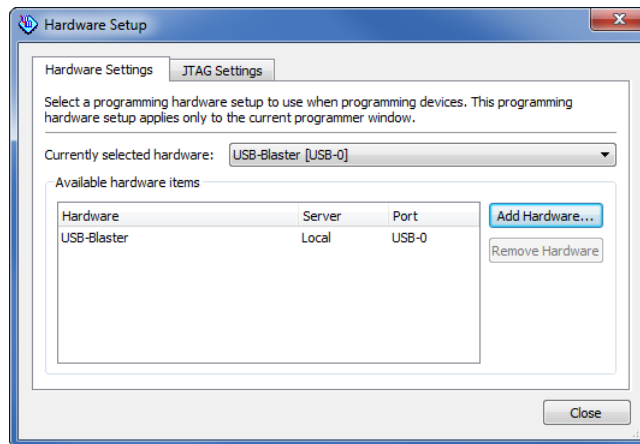 Hardware Setup
Hardware Settings
JTAG Settings
Select a programming hardware setup to use when programming devices. This programming
hardware setup applies only to the current programmer window.
Currently selected hardware: USB-Blaster [USB-0]
Available hardware items
Hardware Server Port
USB-Blaster Local USB-0
Add Hardware...
Remove Hardware
Close